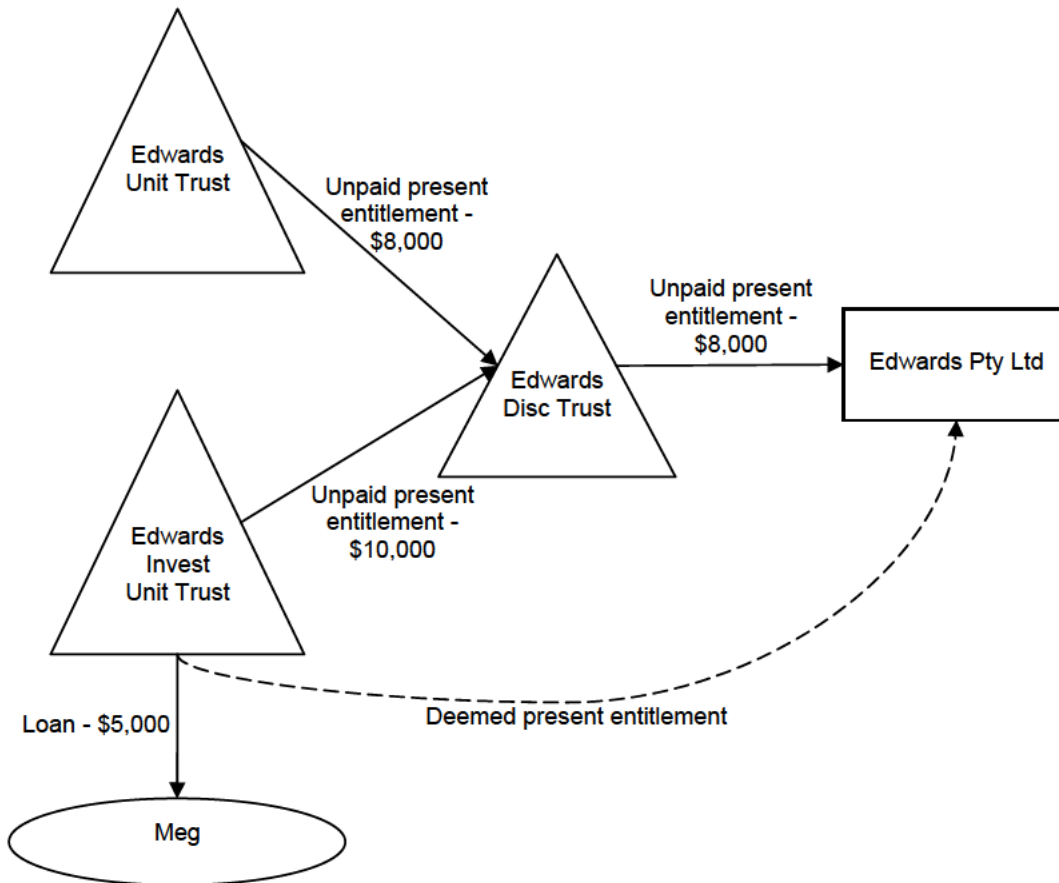 Edwards
Unit Trust
Unpaid present
entitlement -
$8,000
Unpaid present
entitlement -
$8,000
Edwards Pty Ltd
Edwards
Disc Trust
Unpaid present
entitlement -
$10,000
Edwards
Invest
Unit Trust
Loan - $5,000
Deemed present entitlement
Meg